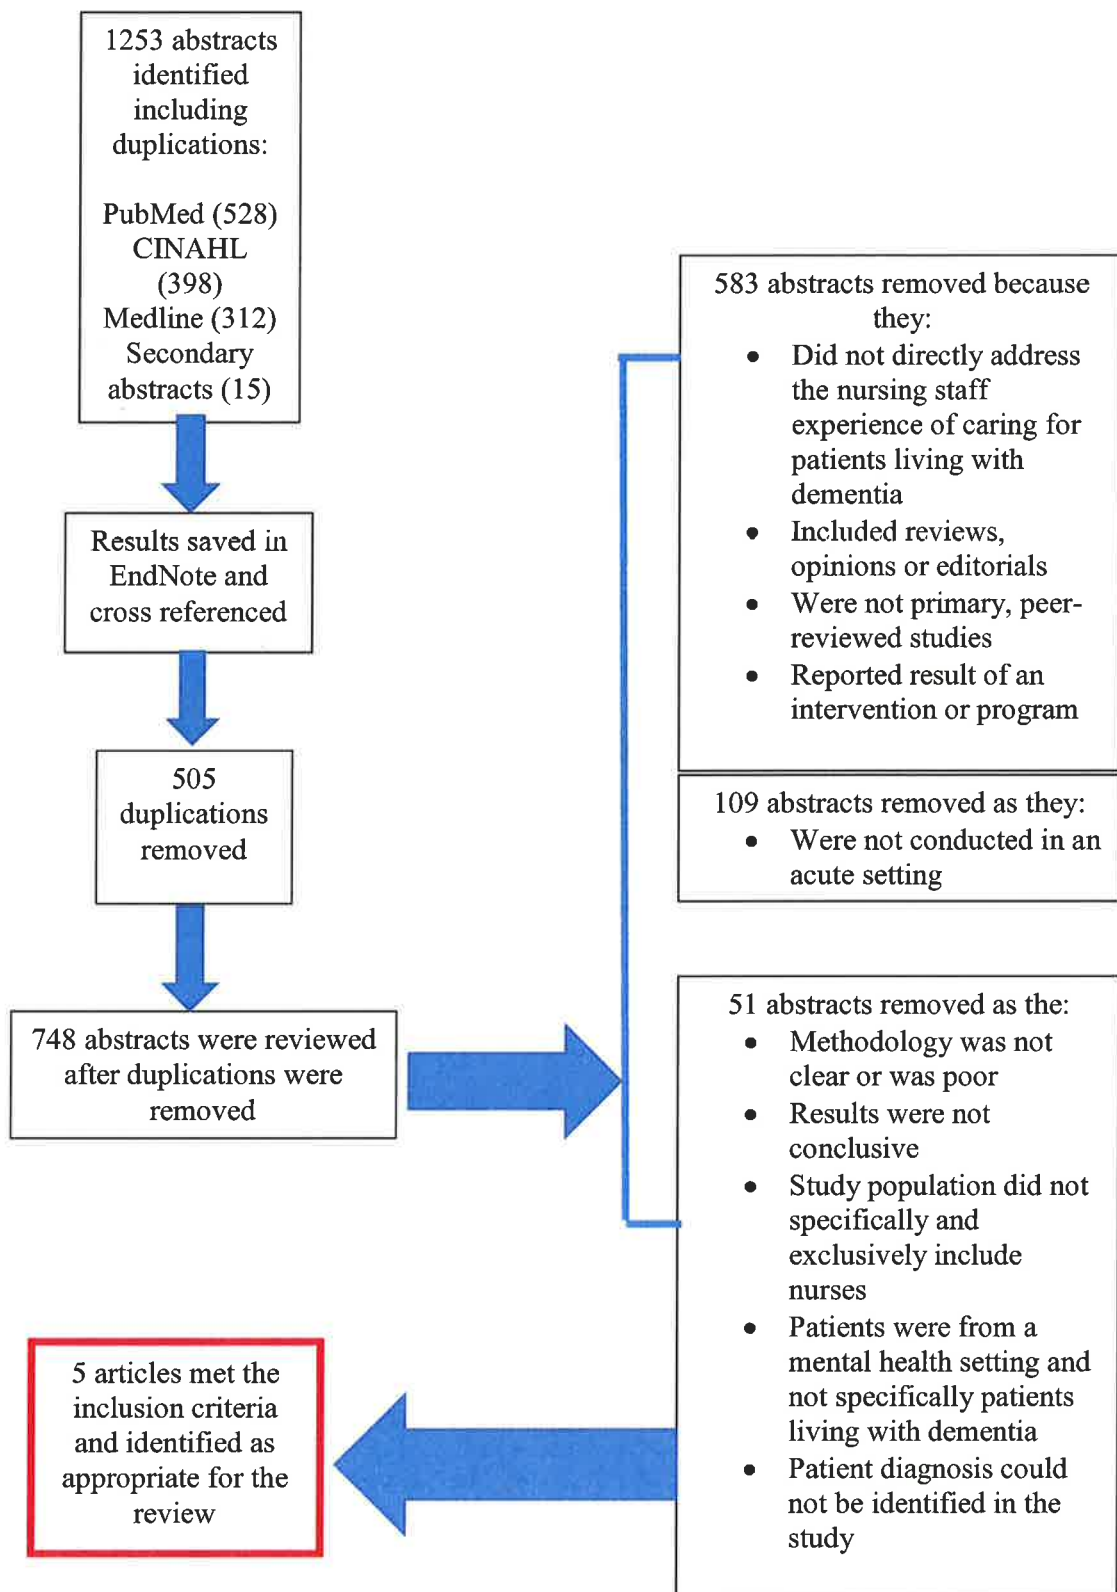 1253 abstracts
identified
including
duplications:
PubMed (528)
CINAHL
(398)
Medline (312)
Secondary
abstracts (15)
Results saved in
EndNote and
cross referenced
505
duplications
removed
748 abstracts were reviewed
after duplications were
removed
583 abstracts removed because
they:
• Did not directly address
the nursing staff
experience of caring for
patients living with
dementia
• Included reviews,
opinions or editorials
• Were not primary, peer-
reviewed studies
• Reported result of an
intervention or program
109 abstracts removed as they:
• Were not conducted in an
acute setting
51 abstracts removed as the:
• Methodology was not
clear or was poor
• Results were not
conclusive
• Study population did not
specifically and
exclusively include
nurses
• Patients were from a
mental health setting and
not specifically patients
living with dementia
• Patient diagnosis could
not be identified in the
study
5 articles met the
inclusion criteria
and identified as
appropriate for the
review